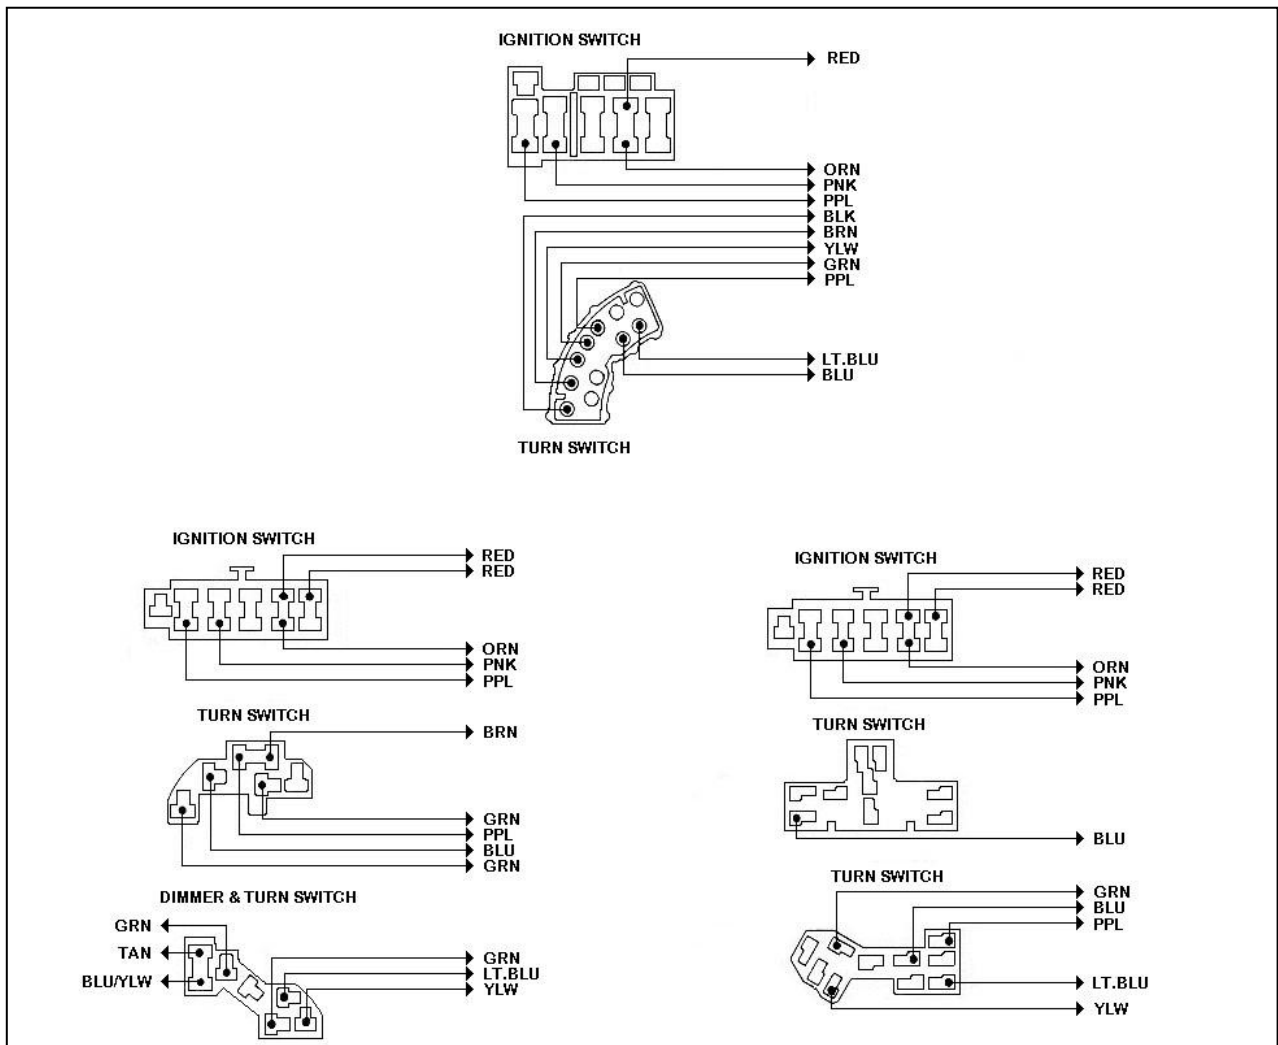 IGNITION SWITCH
RED
ORN
PNK
PPL
BLK
BRN
YLW
GRN
PPL
LT.BLU
BLU
TURN SWITCH
IGNITION SWITCH
RED
RED
ORN
PNK
PPL
TURN SWITCH
BRN
GRN
PPL
BLU
GRN
DIMMER & TURN SWITCH
GRN
TAN
BLU/YLW
GRN
LT.BLU
YLW
IGNITION SWITCH
RED
RED
ORN
PNK
PPL
TURN SWITCH
BLU
TURN SWITCH
GRN
BLU
PPL
LT.BLU
YLW